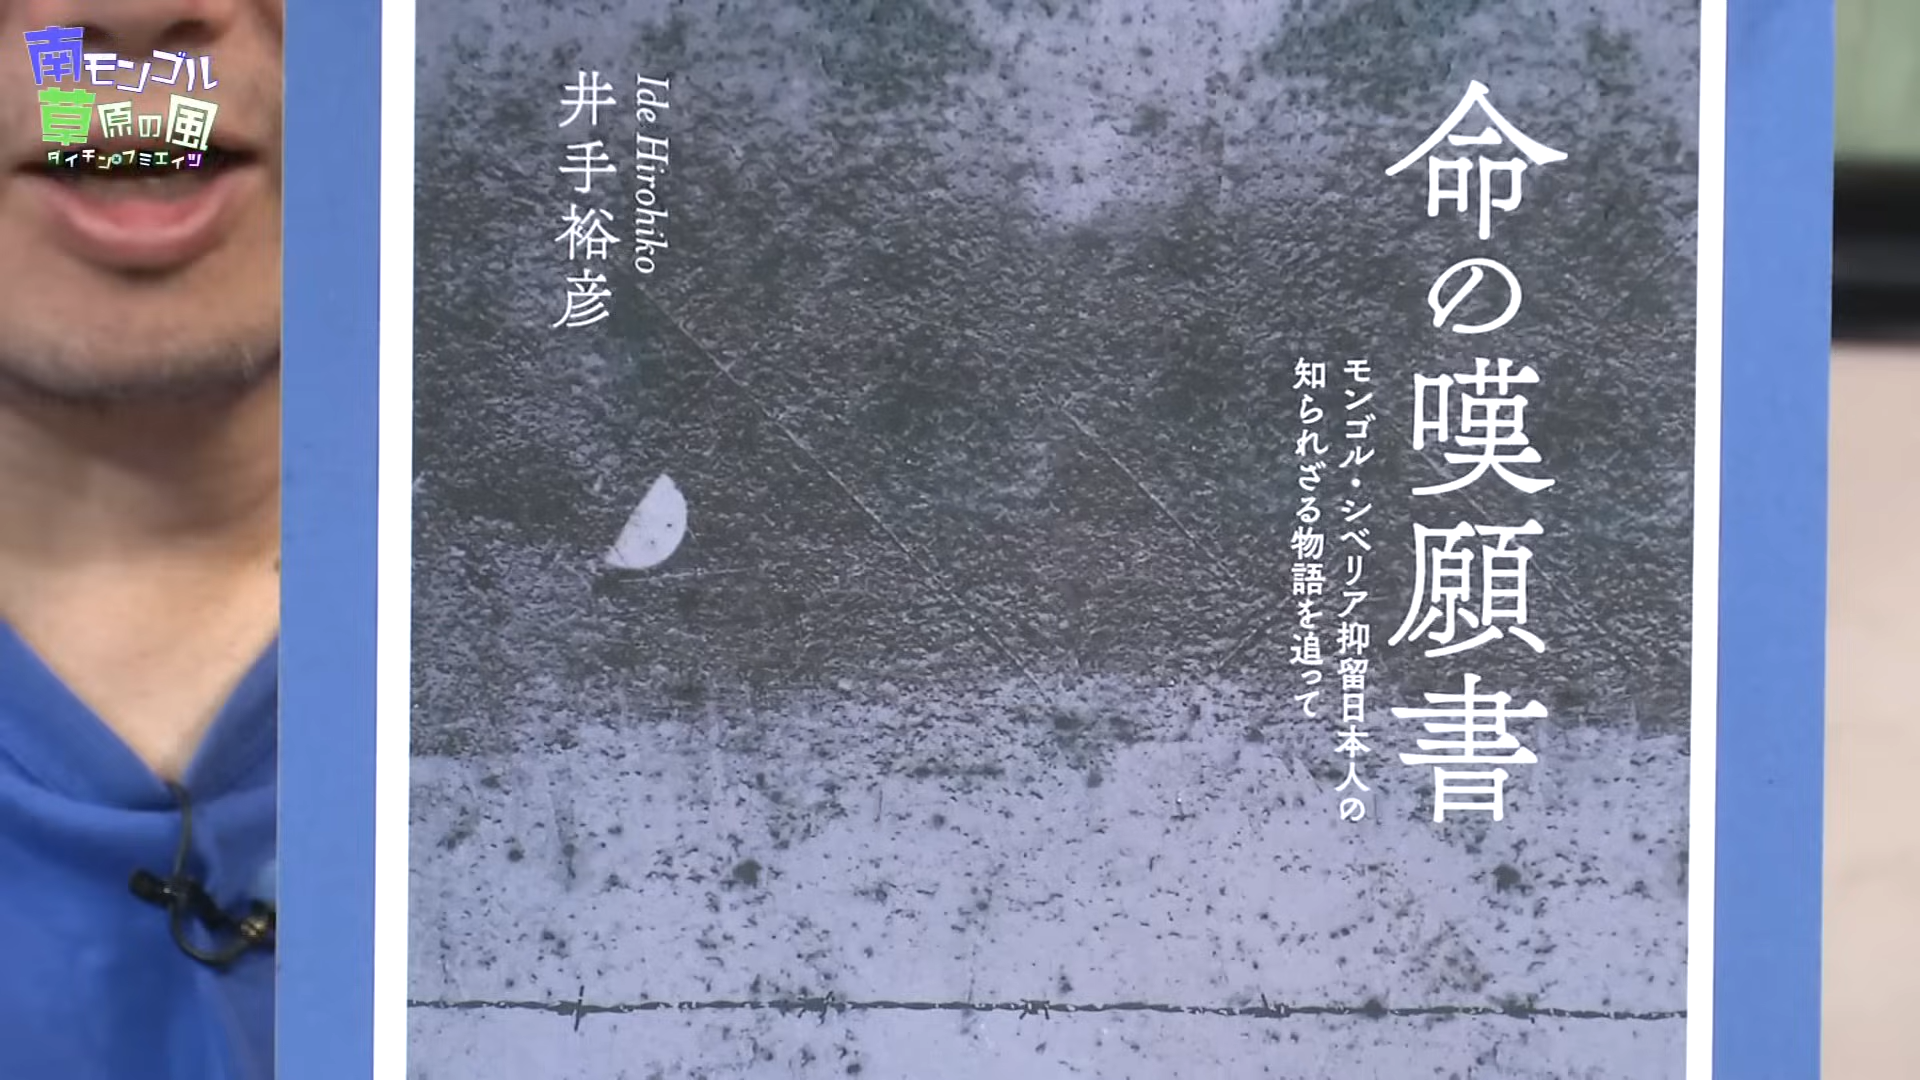 南モンゴル
草原の風
ダイチン・フミエイツ
命の嘆願書
モンゴル・シベリア抑留日本人の
知られざる物語を追って
Ide Hirohiko
井手裕彦